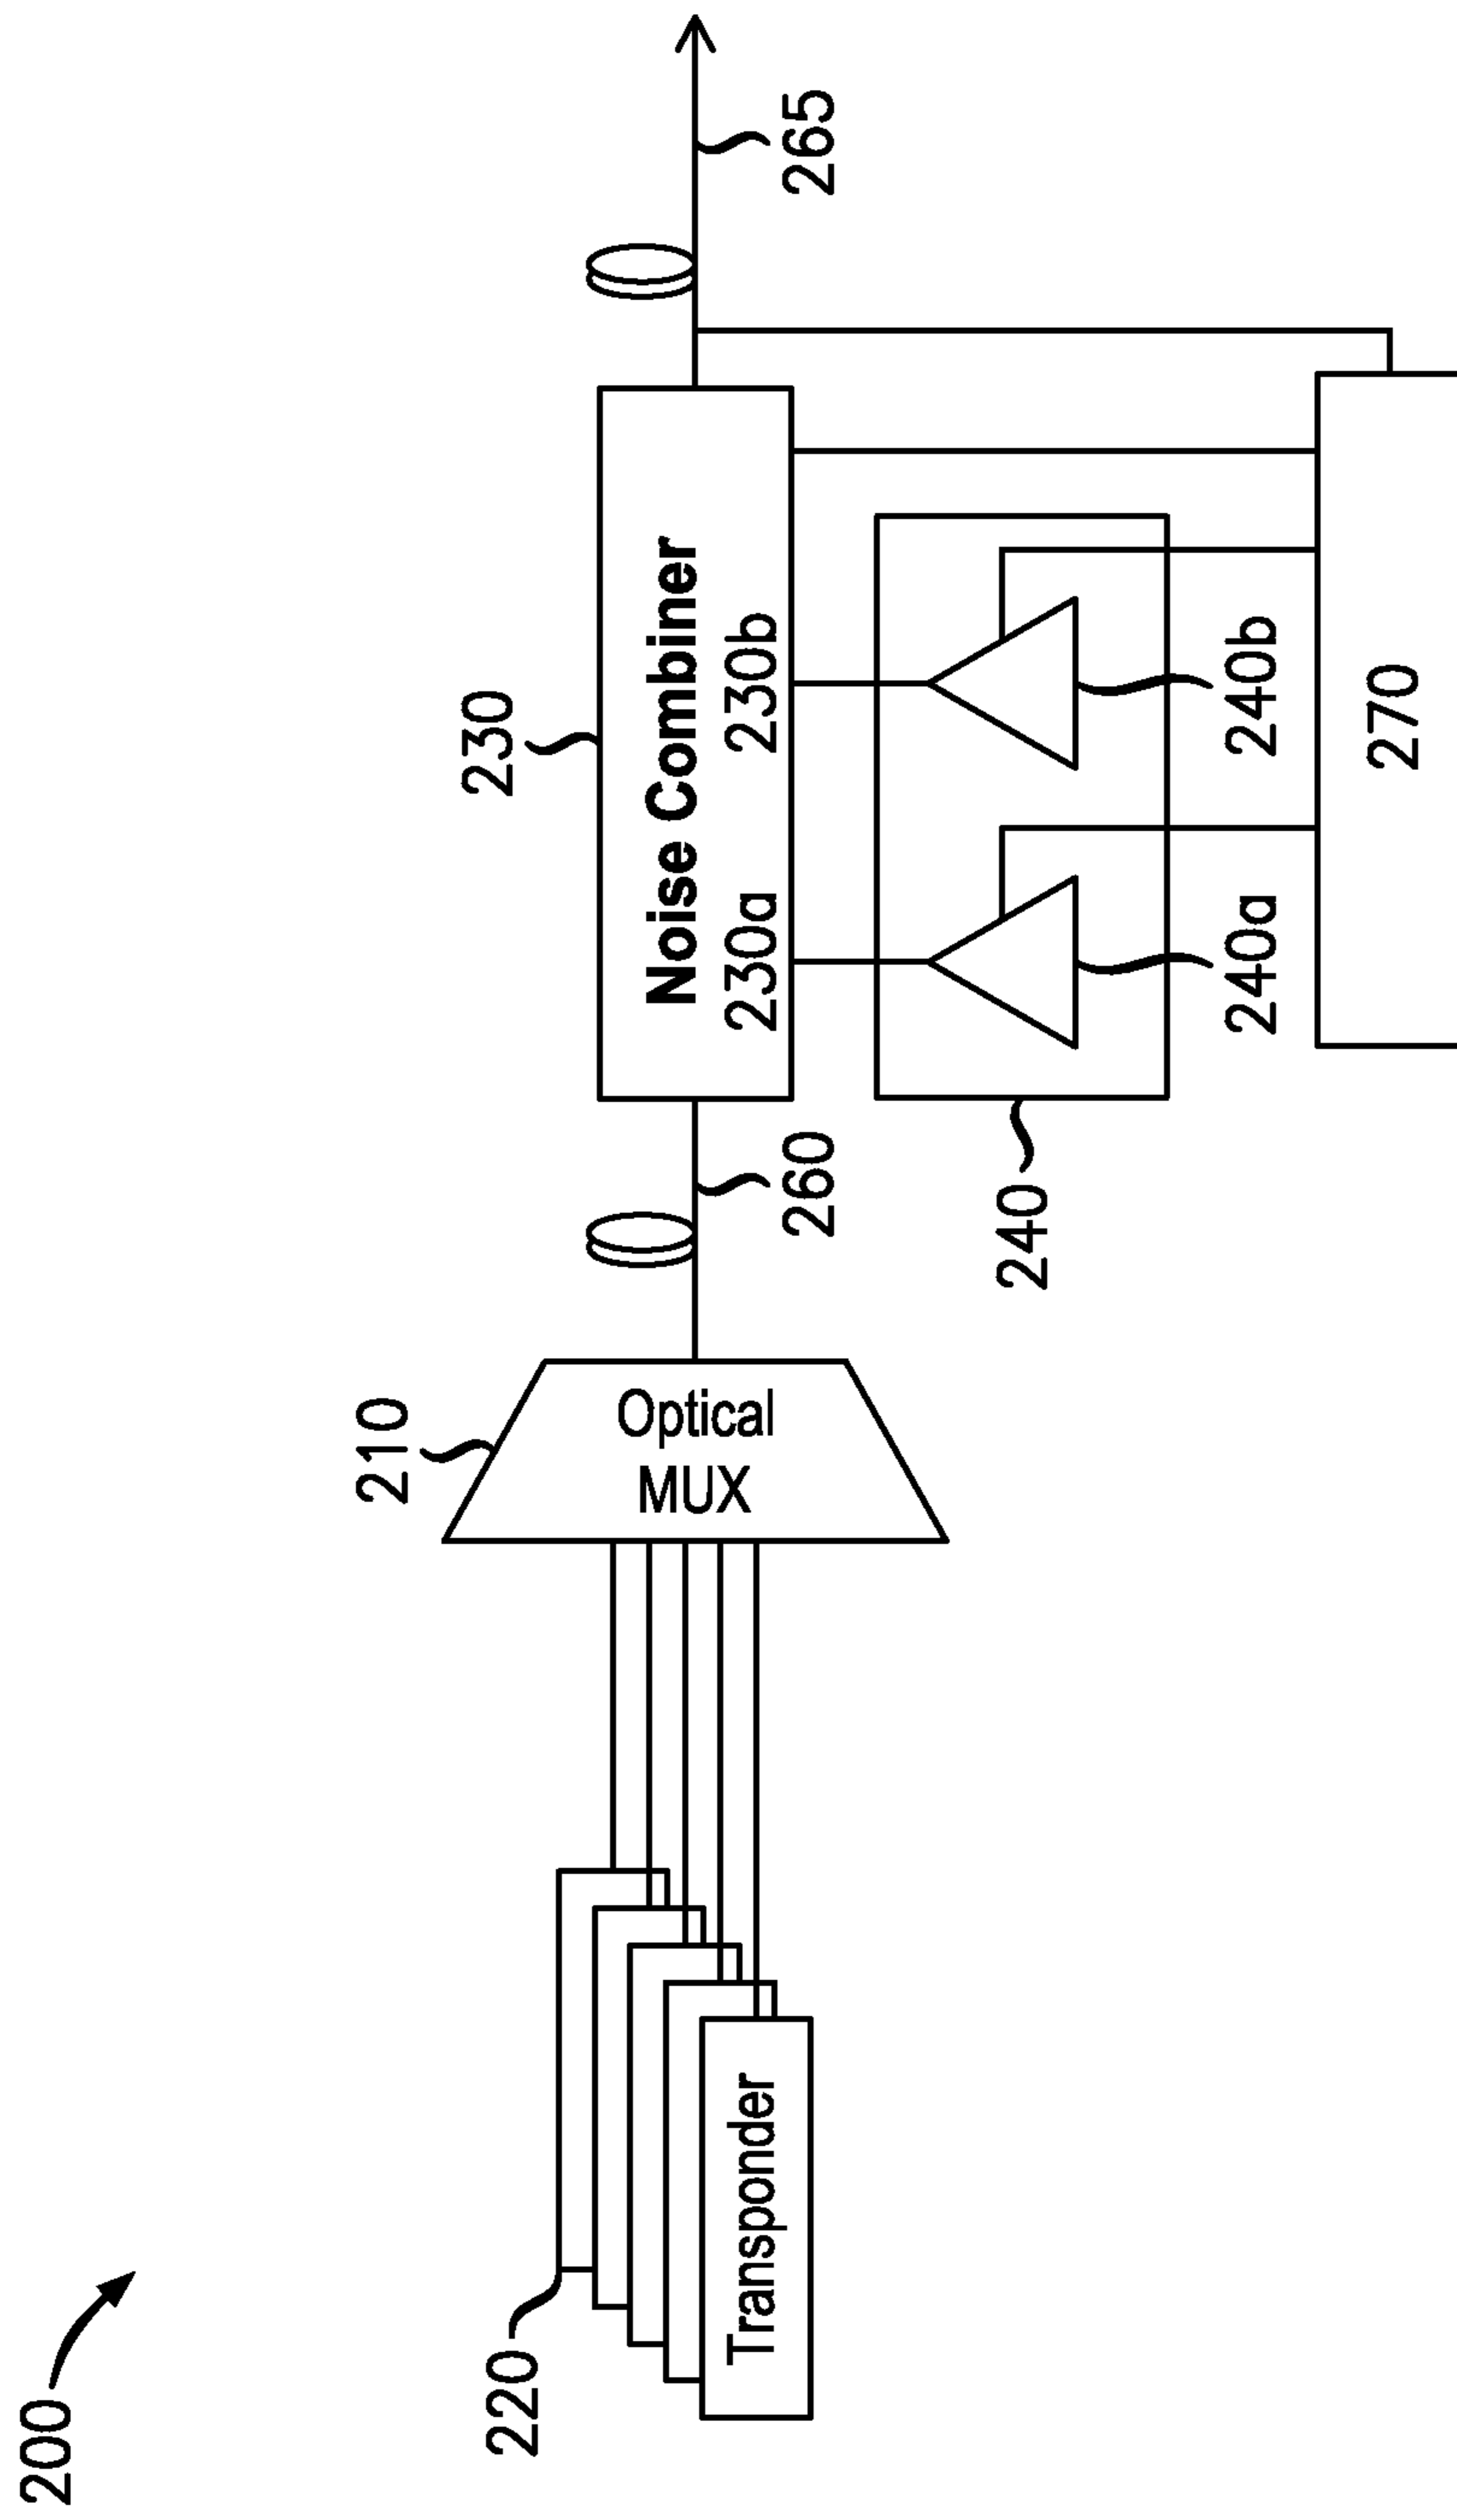 200
220
Transponder
210
Optical
MUX
260
230
Noise Combiner
230a
230b
240
240a
240b
270
265